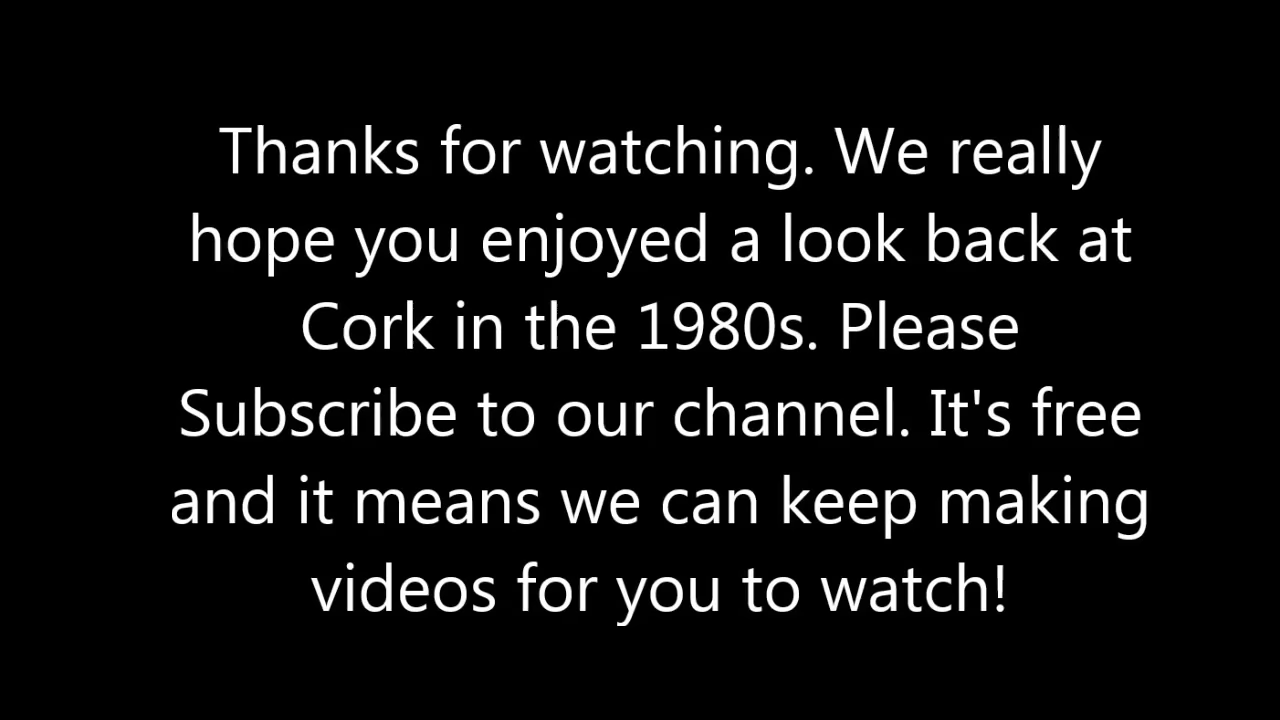 Thanks for watching. We really
hope you enjoyed a look back at
Cork in the 1980s. Please
Subscribe to our channel. It's free
and it means we can keep making
videos for you to watch!